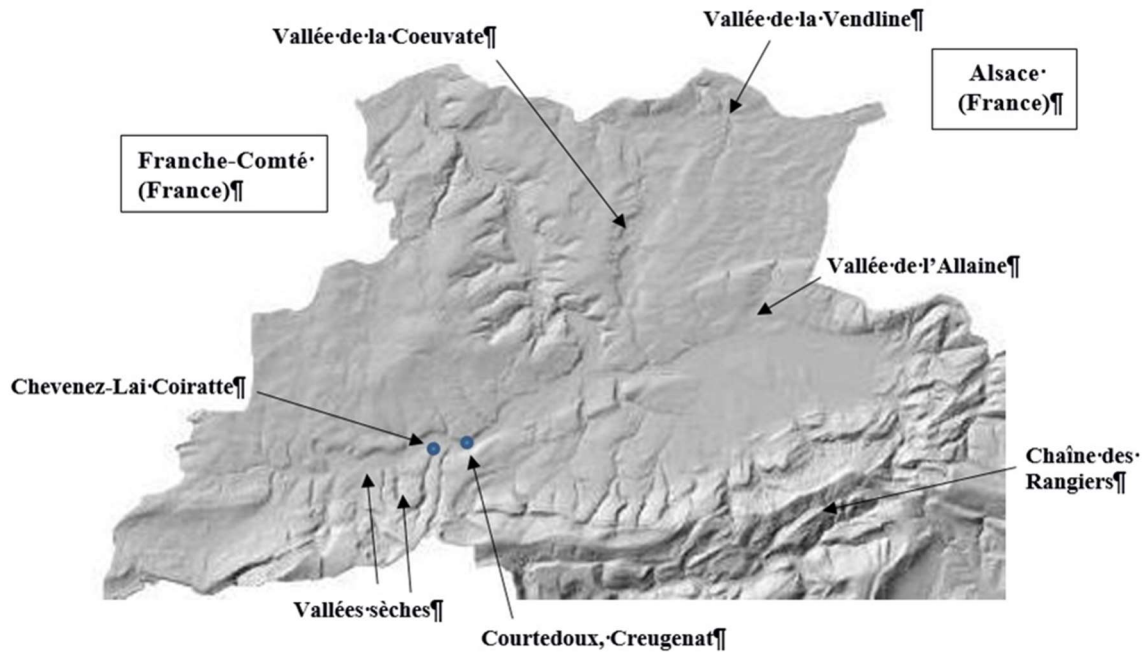 Vallée·de·la·Vendline¶
Vallée·de·la·Coeuvate¶
Alsace·
(France)¶
Franche-Comté·
(France)¶
Vallée·de·l’Allaine¶
Chevenez-Lai·Coiratte¶
Chaîne·des·
Rangiers¶
Vallées·sèches¶
Courtedoux,·Creugenat¶